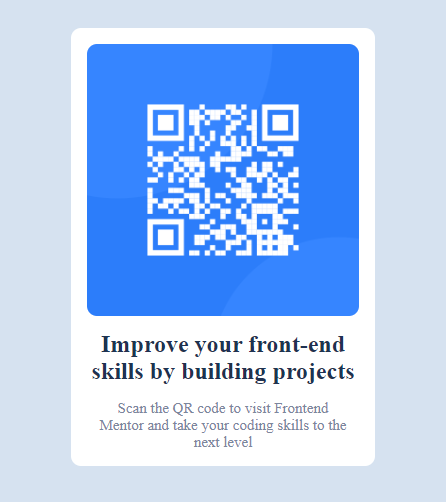 Improve your front-end
skills by building projects
Scan the QR code to visit Frontend
Mentor and take your coding skills to the
next level